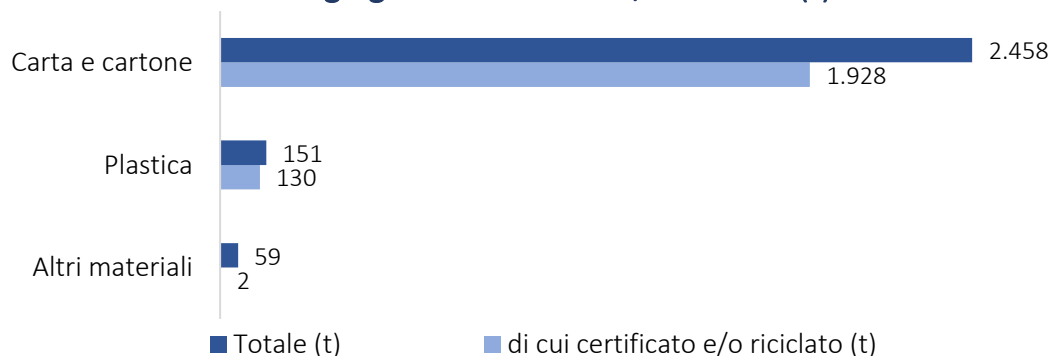 Carta e cartone
2.458
1.928
Plastica
151
130
Altri materiali
59
2
Totale (t)
di cui certificato e/o riciclato (t)